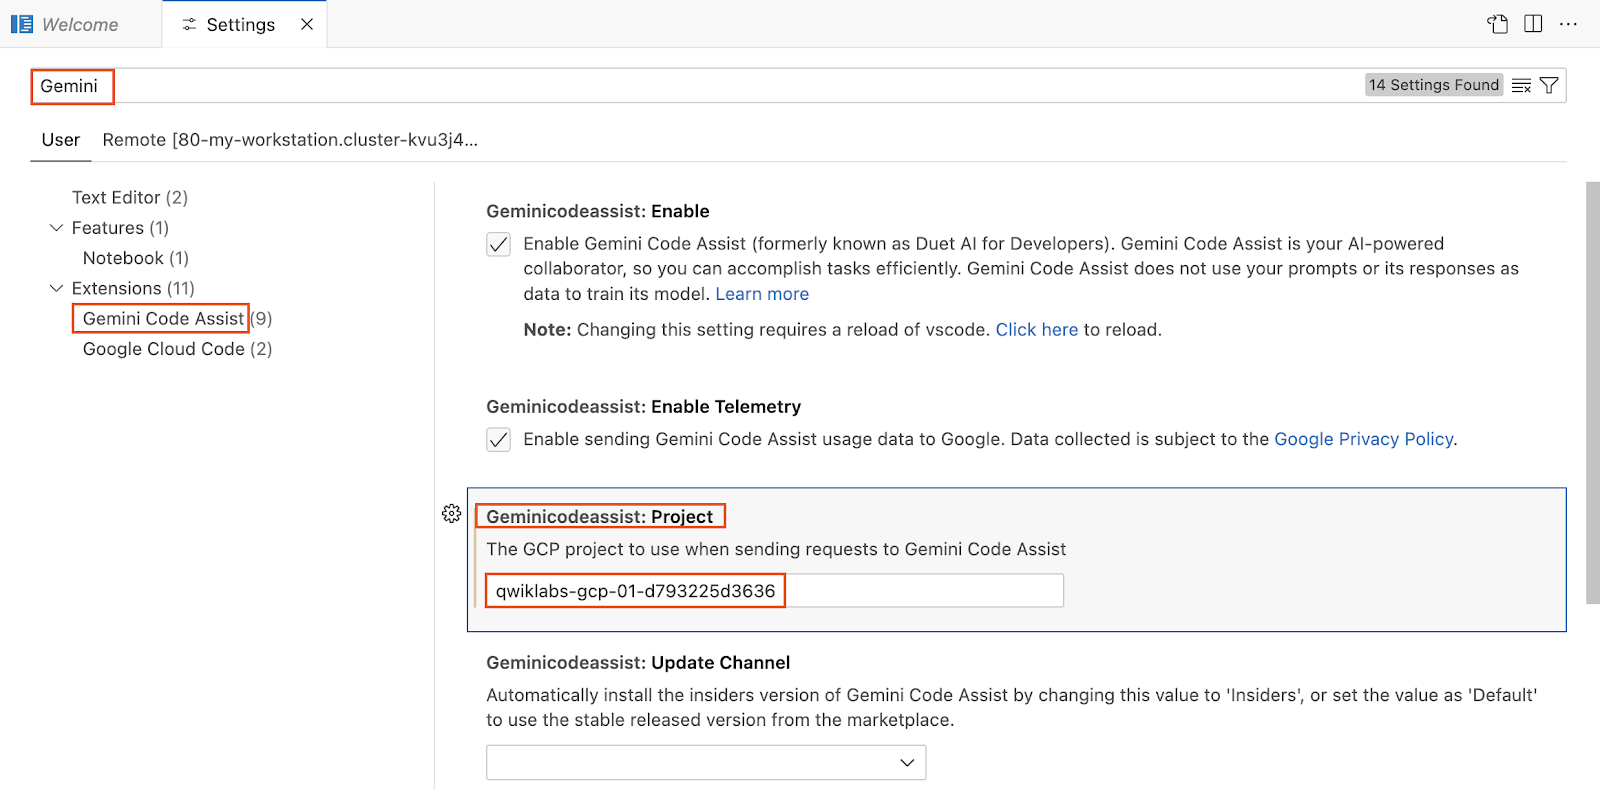 Welcome
Settings
Gemini
14 Settings Found
User
Remote [80-my-workstation.cluster-kvu3j4...
Text Editor (2)
Features (1)
Notebook (1)
Extensions (11)
Gemini Code Assist (9)
Google Cloud Code (2)
Geminicodeassist: Enable
Enable Gemini Code Assist (formerly known as Duet AI for Developers). Gemini Code Assist is your AI-powered
collaborator, so you can accomplish tasks efficiently. Gemini Code Assist does not use your prompts or its responses as
data to train its model. Learn more
Note: Changing this setting requires a reload of vscode. Click here to reload.
Geminicodeassist: Enable Telemetry
Enable sending Gemini Code Assist usage data to Google. Data collected is subject to the Google Privacy Policy.
Geminicodeassist: Project
The GCP project to use when sending requests to Gemini Code Assist
qwiklabs-gcp-01-d793225d3636
Geminicodeassist: Update Channel
Automatically install the insiders version of Gemini Code Assist by changing this value to 'Insiders', or set the value as 'Default'
to use the stable released version from the marketplace.